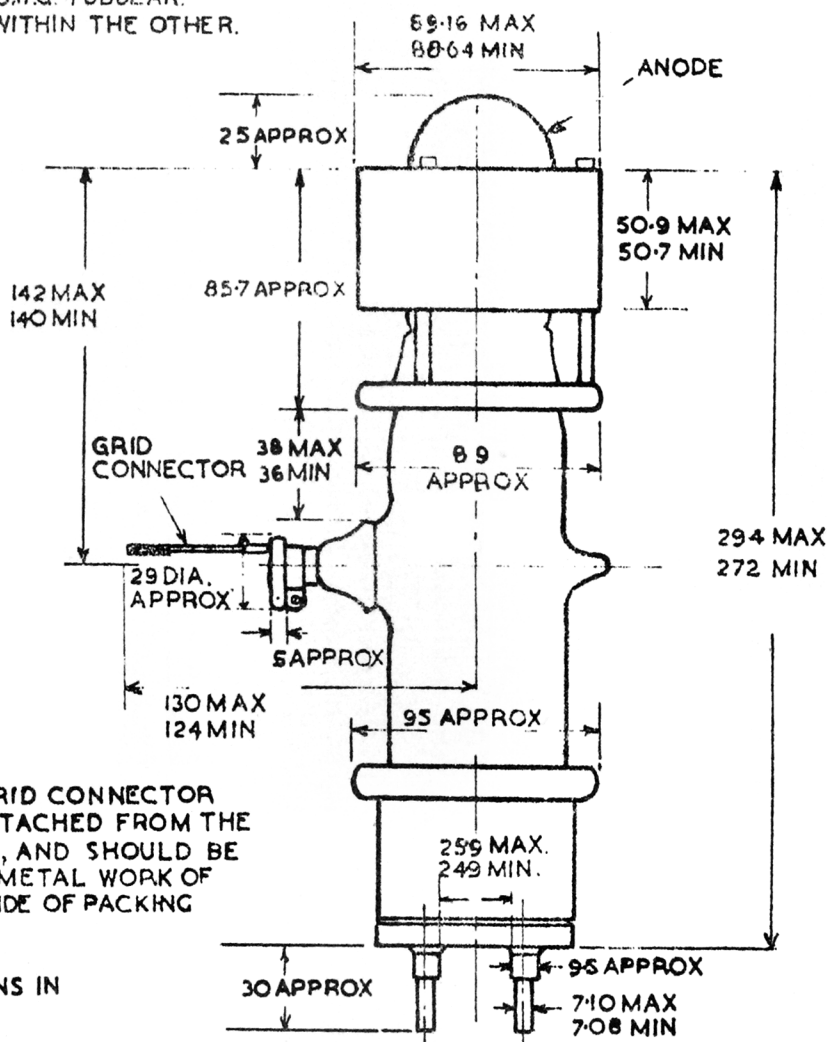 WITHIN THE OTHER.
89·16 MAX
88·64 MIN
ANODE
25 APPROX
50·9 MAX
50·7 MIN
142 MAX
140 MIN
85·7 APPROX
GRID
CONNECTOR
38 MAX
36 MIN
89
APPROX
294 MAX
272 MIN
29 DIA.
APPROX
5 APPROX
130 MAX
124 MIN
95 APPROX
RID CONNECTOR
TACHED FROM THE
, AND SHOULD BE
METAL WORK OF
IDE OF PACKING
259 MAX.
249 MIN.
NS IN
30 APPROX
9·5 APPROX
7·10 MAX
7·08 MIN